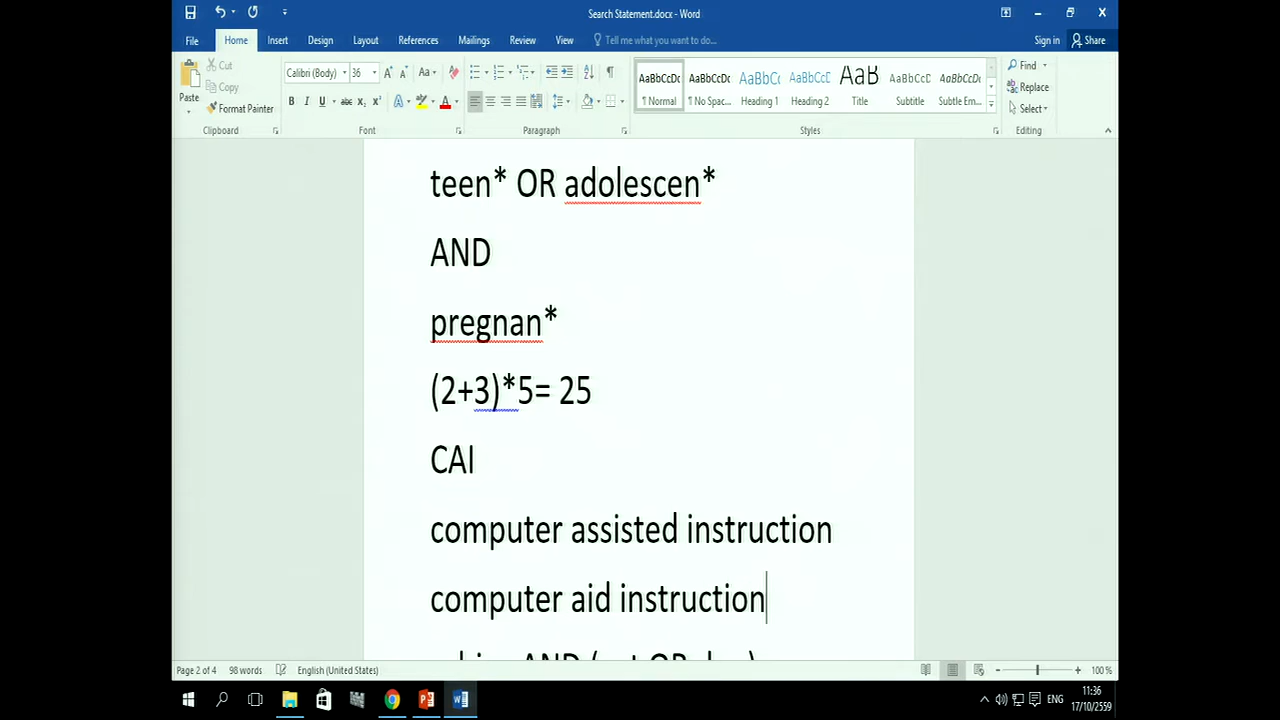 Search Statement.docx - Word
File Home Insert Design Layout References Mailings Review View Tell me what you want to do... Sign in Share
Paste Cut Copy Format Painter
Calibri (Body) 36
AaBbCcDc AaBbCcDc AaBbCc AaBbCcD AaB AaBbCcD AaBbCcDc
¶ Normal ¶ No Spac... Heading 1 Heading 2 Title Subtitle Subtle Em...
Find Replace Select
Clipboard Font Paragraph Styles Editing
teen* OR adolescen*
AND
pregnan*
(2+3)*5= 25
CAI
computer assisted instruction
computer aid instruction
Page 2 of 4 98 words English (United States) 100%
ENG 11:36
17/10/2559